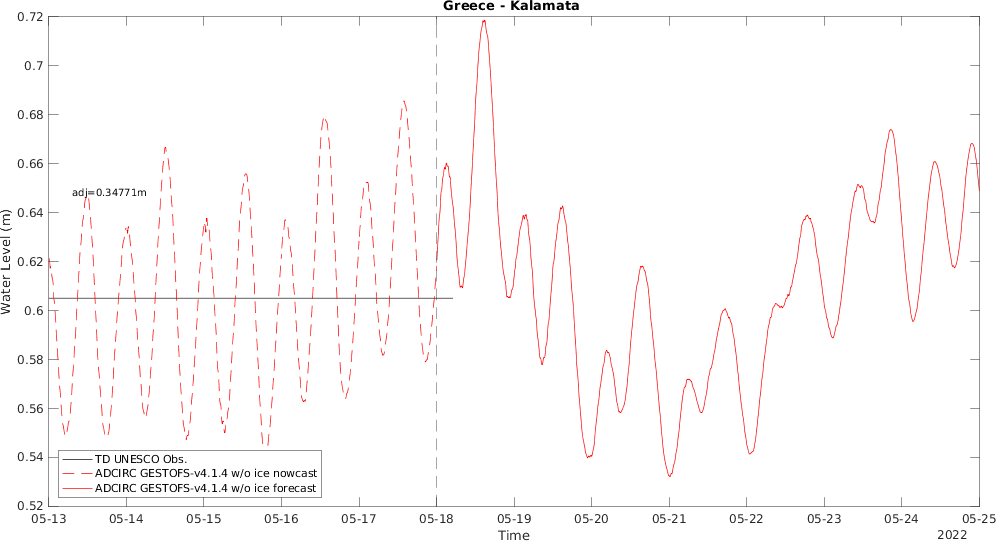 Greece - Kalamata
0.72
0.7
0.68
0.66
0.64
0.62
0.6
0.58
0.56
0.54
0.52
Water Level (m)
adj=0.34771m
TD UNESCO Obs.
ADCIRC GESTOFS-v4.1.4 w/o ice nowcast
ADCIRC GESTOFS-v4.1.4 w/o ice forecast
05-13 05-14 05-15 05-16 05-17 05-18 05-19 05-20 05-21 05-22 05-23 05-24 05-25
Time
2022